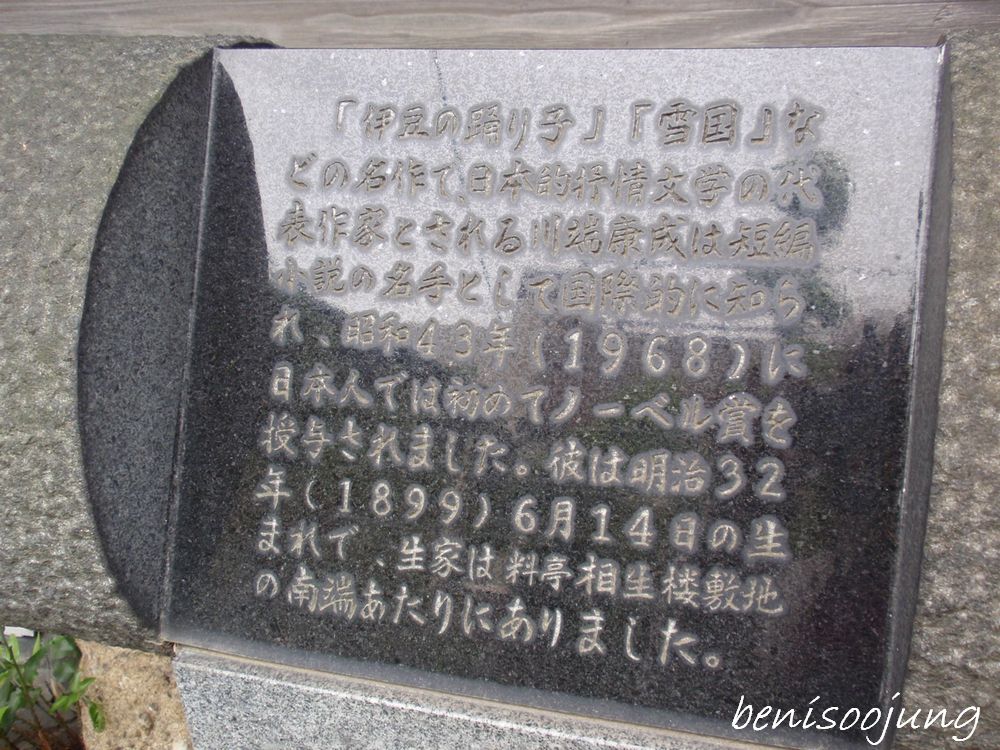 「伊豆の踊り子」「雪国」な
どの名作で、日本的抒情文学の代
表作家とされる川端康成は短編
小説の名手として国際的に知ら
れ、昭和43年(1968)に
日本人では初めてノーベル賞を
授与されました。彼は明治32
年(1899)6月14日の生
まれで、生家は料亭相生楼敷地
の南端あたりにありました。
benisoojung